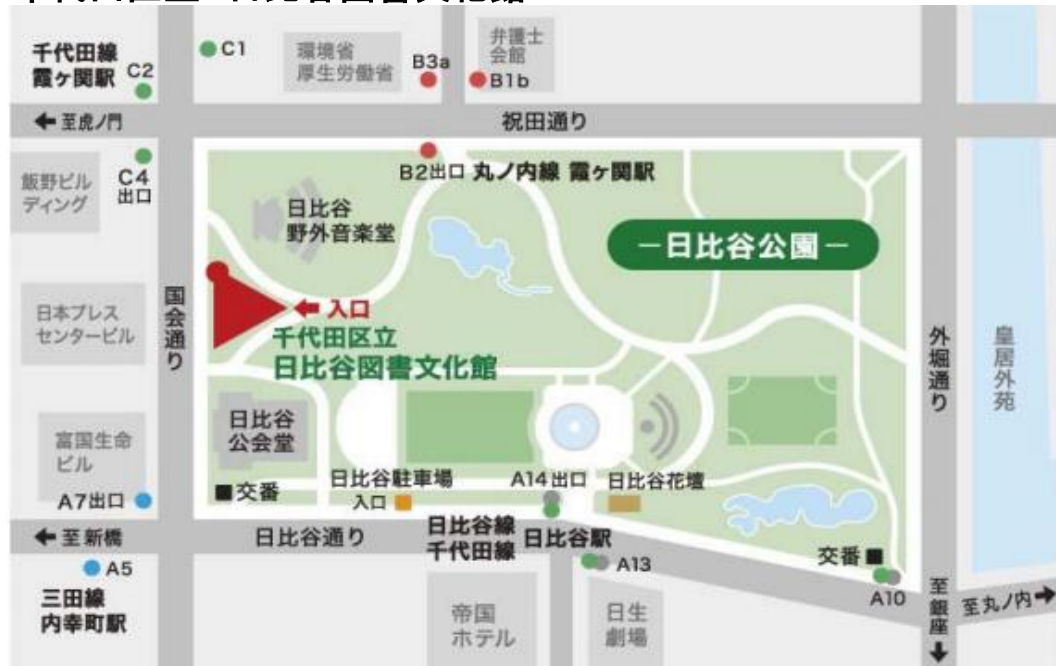 千代田線
霞ヶ関駅
C2
C1
環境省
厚生労働省
B3a
弁護士
会館
B1b
←至虎ノ門
祝田通り
飯野ビル
ディング
C4
出口
B2出口 丸ノ内線 霞ヶ関駅
日比谷
野外音楽堂
－日比谷公園－
日本プレス
センタービル
国会通り
←入口
千代田区立
日比谷図書文化館
外堀通り
皇居外苑
富国生命
ビル
日比谷
公会堂
A7出口
■交番
日比谷駐車場
入口
A14出口
日比谷花壇
←至新橋
日比谷通り
日比谷線
千代田線
日比谷駅
交番■
A5
A13
A10
三田線
内幸町駅
帝国
ホテル
日生
劇場
至銀座↓
至丸ノ内→